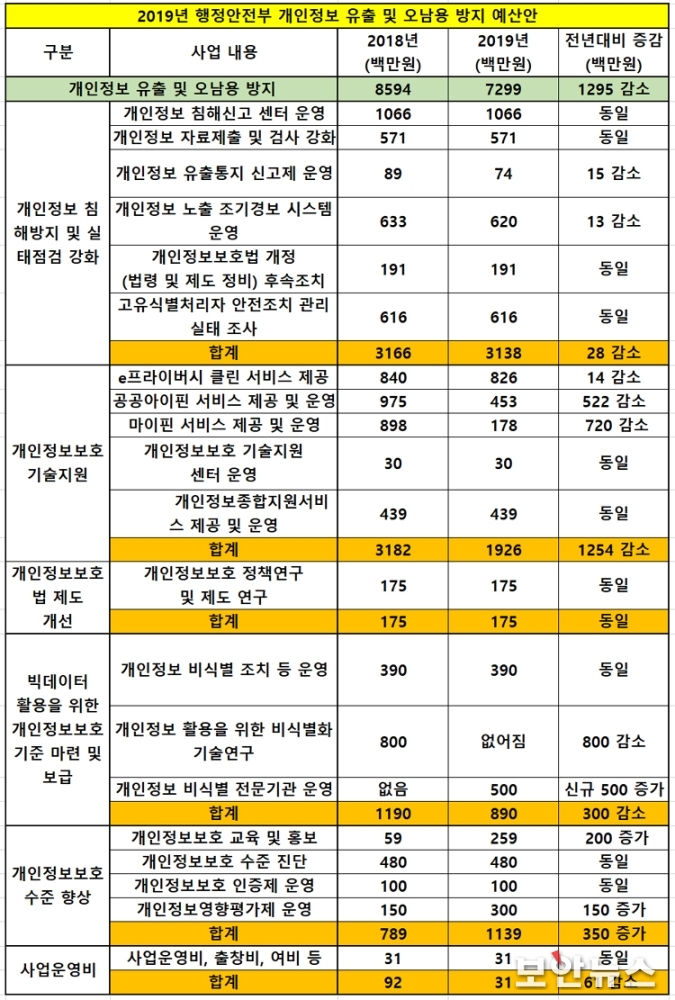 2019년 행정안전부 개인정보 유출 및 오남용 방지 예산안
구분 사업 내용 2018년 (백만원) 2019년 (백만원) 전년대비 증감 (백만원)
개인정보 유출 및 오남용 방지 8594 7299 1295 감소
개인정보 침
해방지 및 실
태점검 강화
개인정보 침해신고 센터 운영 1066 1066 동일
개인정보 자료제출 및 검사 강화 571 571 동일
개인정보 유출통지 신고제 운영 89 74 15 감소
개인정보 노출 조기경보 시스템
운영 633 620 13 감소
개인정보보호법 개정
(법령 및 제도 정비) 후속조치 191 191 동일
고유식별처리자 안전조치 관리
실태 조사 616 616 동일
합계 3166 3138 28 감소
개인정보보호
기술지원
e프라이버시 클린 서비스 제공 840 826 14 감소
공공아이핀 서비스 제공 및 운영 975 453 522 감소
마이핀 서비스 제공 및 운영 898 178 720 감소
개인정보보호 기술지원
센터 운영 30 30 동일
개인정보종합지원서비
스 제공 및 운영 439 439 동일
합계 3182 1926 1254 감소
개인정보보호
법 제도
개선
개인정보보호 정책연구
및 제도 연구 175 175 동일
합계 175 175 동일
빅데이터
활용을 위한
개인정보보호
기준 마련 및
보급
개인정보 비식별 조치 등 운영 390 390 동일
개인정보 활용을 위한 비식별화
기술연구 800 없어짐 800 감소
개인정보 비식별 전문기관 운영 없음 500 신규 500 증가
합계 1190 890 300 감소
개인정보보호
수준 향상
개인정보보호 교육 및 홍보 59 259 200 증가
개인정보보호 수준 진단 480 480 동일
개인정보보호 인증제 운영 100 100 동일
개인정보영향평가제 운영 150 300 150 증가
합계 789 1139 350 증가
사업운영비
사업운영비, 출창비, 여비 등 31 31 동일
합계 92 31 61 감소
보안뉴스